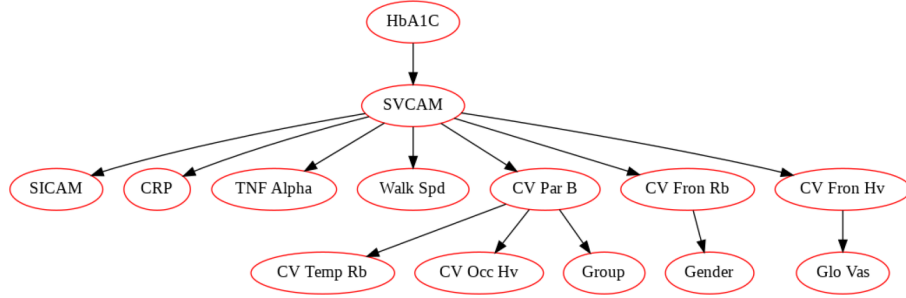 HbA1C
SVCAM
SICAM
CRP
TNF Alpha
Walk Spd
CV Par B
CV Fron Rb
CV Fron Hv
CV Temp Rb
CV Occ Hv
Group
Gender
Glo Vas